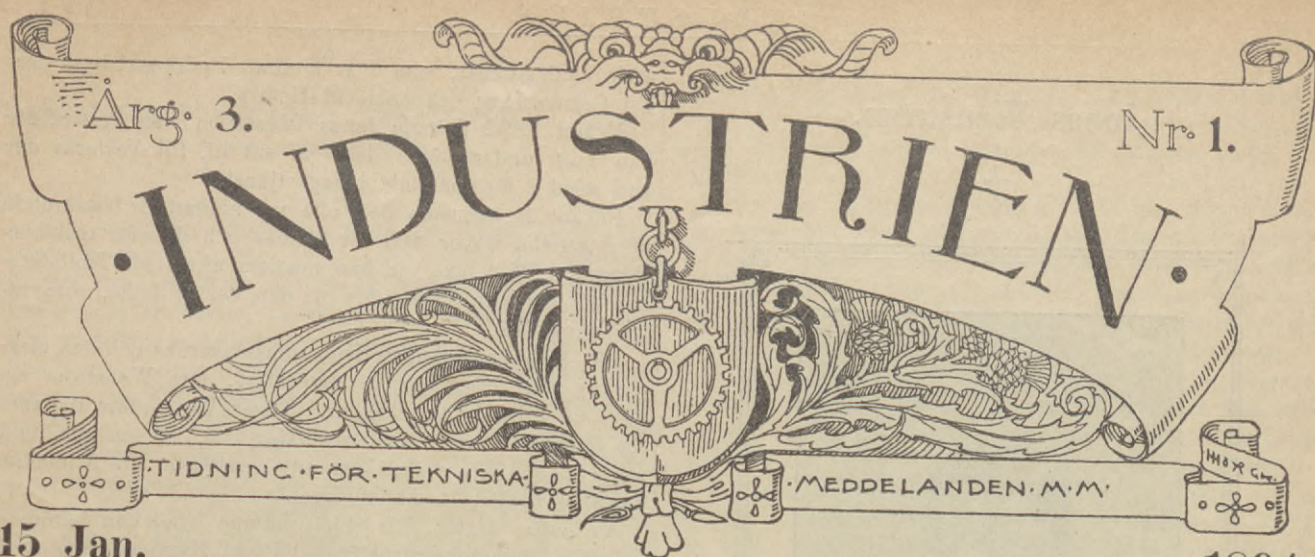 Årg. 3.
Nr. 1.
·INDUSTRIEN·
·TIDNING·FÖR·TEKNISKA·
·MEDDELANDEN·M·M·
15 Jan.